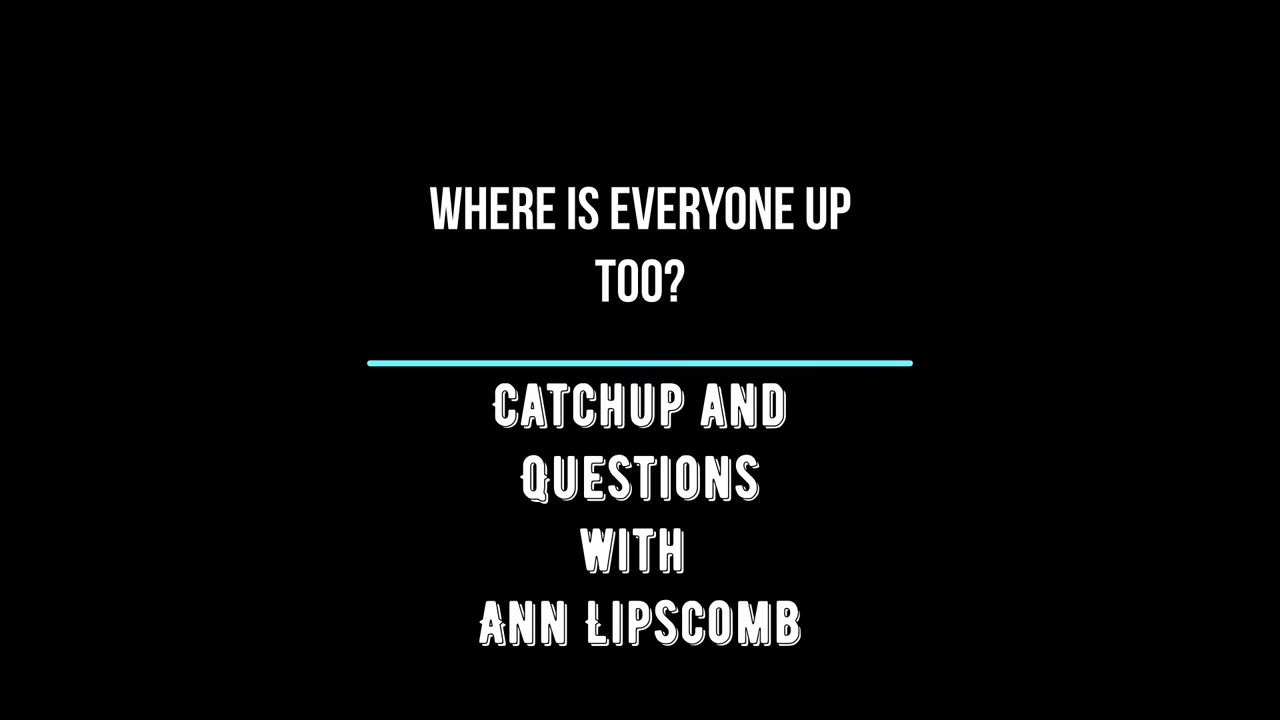 WHERE IS EVERYONE UP
TOO?
CATCHUP AND
QUESTIONS
WITH
ANN LIPSCOMB